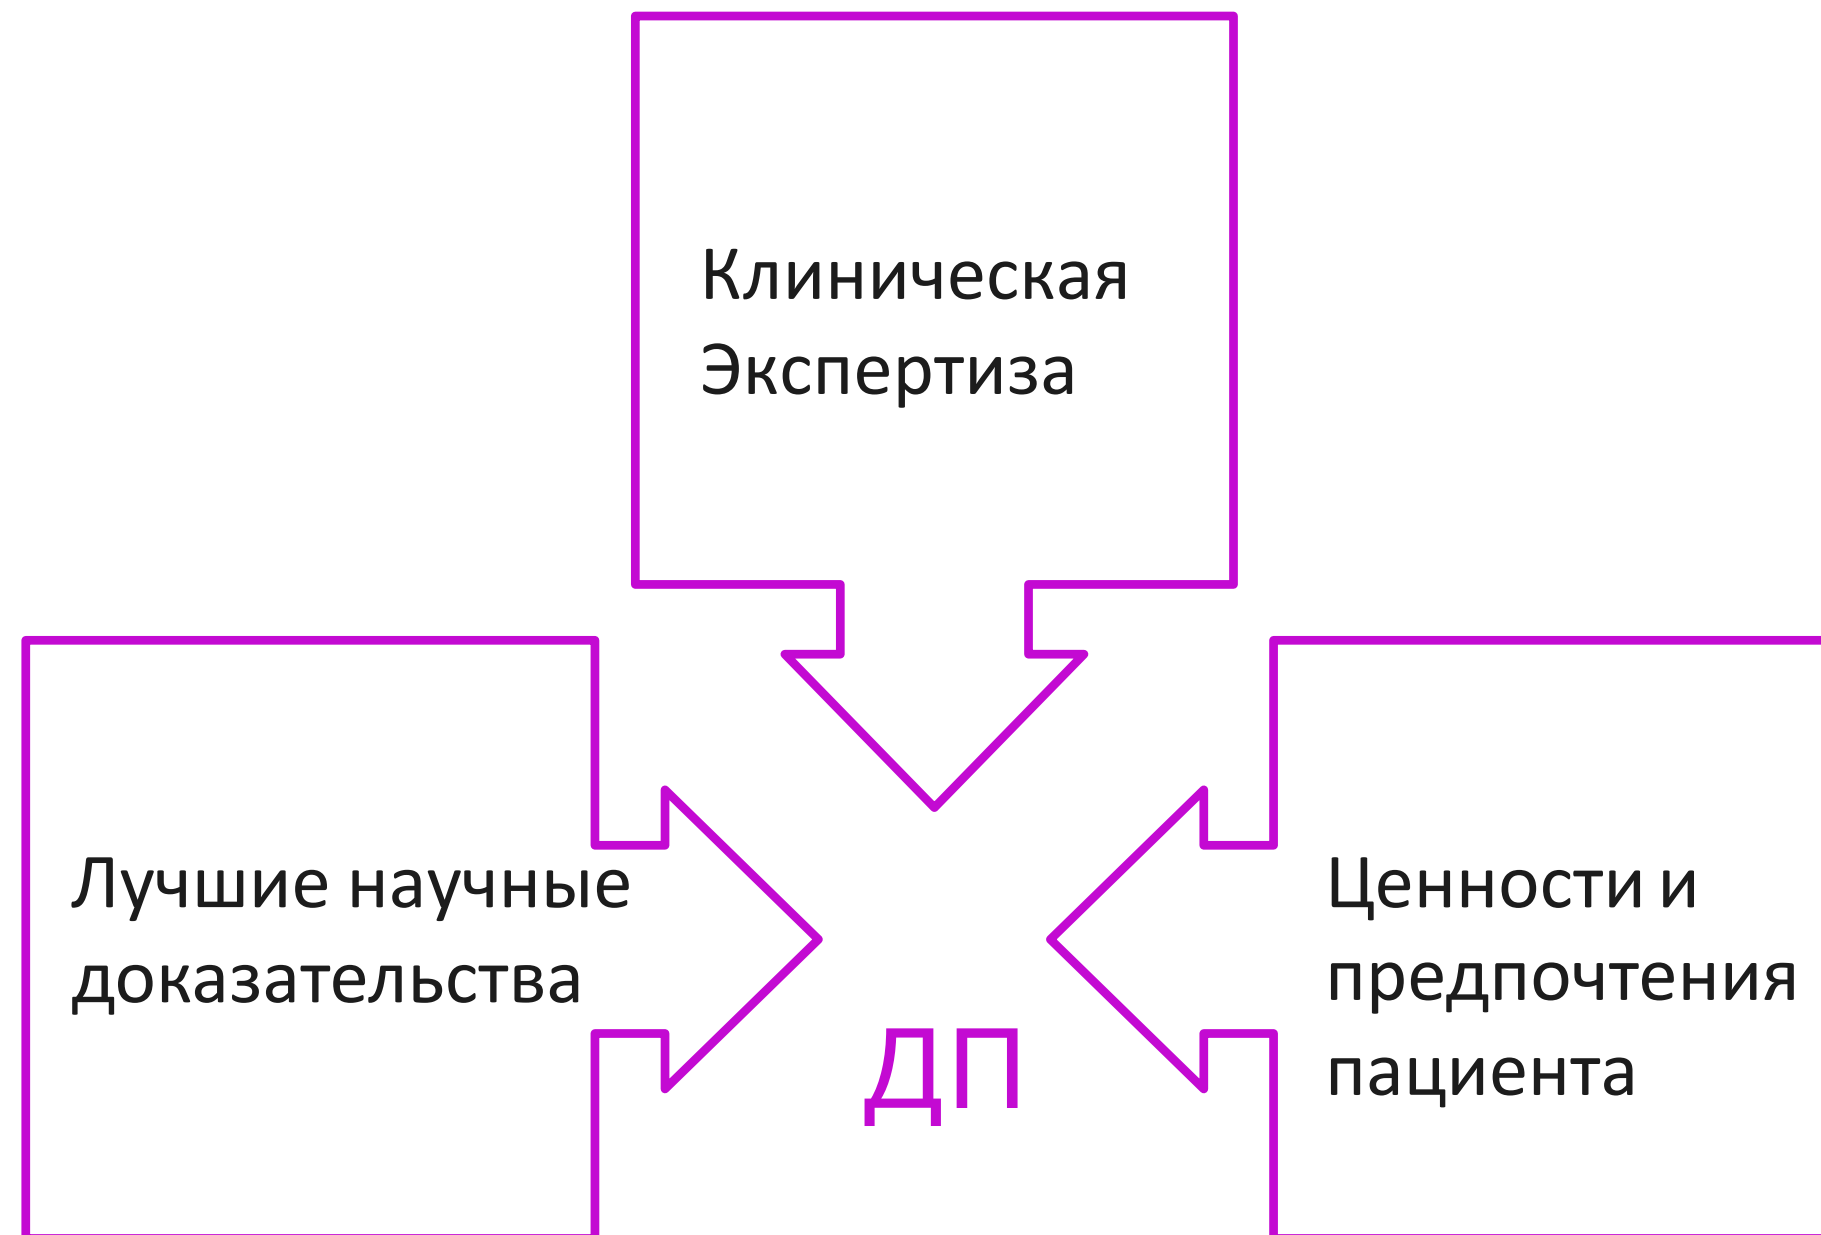 Клиническая
Экспертиза
Лучшие научные
доказательства
ДП
Ценности и
предпочтения
пациента